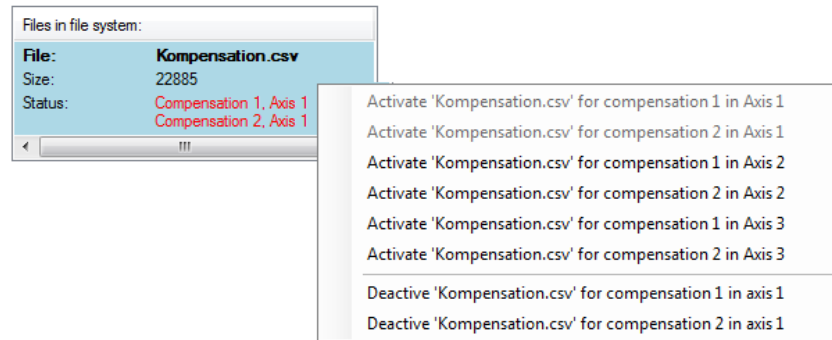 Files in file system:
File: Kompensation.csv
Size: 22885
Status: Compensation 1, Axis 1
Compensation 2, Axis 1
Activate 'Kompensation.csv' for compensation 1 in Axis 1
Activate 'Kompensation.csv' for compensation 2 in Axis 1
Activate 'Kompensation.csv' for compensation 1 in Axis 2
Activate 'Kompensation.csv' for compensation 2 in Axis 2
Activate 'Kompensation.csv' for compensation 1 in Axis 3
Activate 'Kompensation.csv' for compensation 2 in Axis 3
Deactive 'Kompensation.csv' for compensation 1 in axis 1
Deactive 'Kompensation.csv' for compensation 2 in axis 1